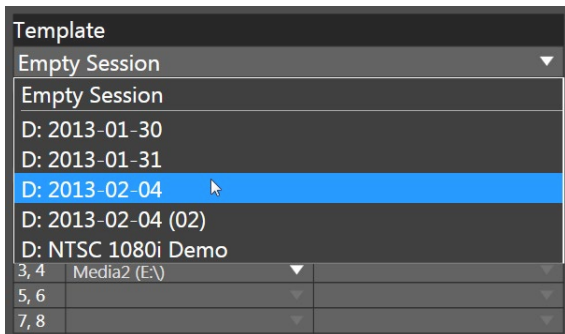 Template
Empty Session
Empty Session
D: 2013-01-30
D: 2013-01-31
D: 2013-02-04
D: 2013-02-04 (02)
D: NTSC 1080i Demo
3, 4 Media2 (E:\)
5, 6
7, 8